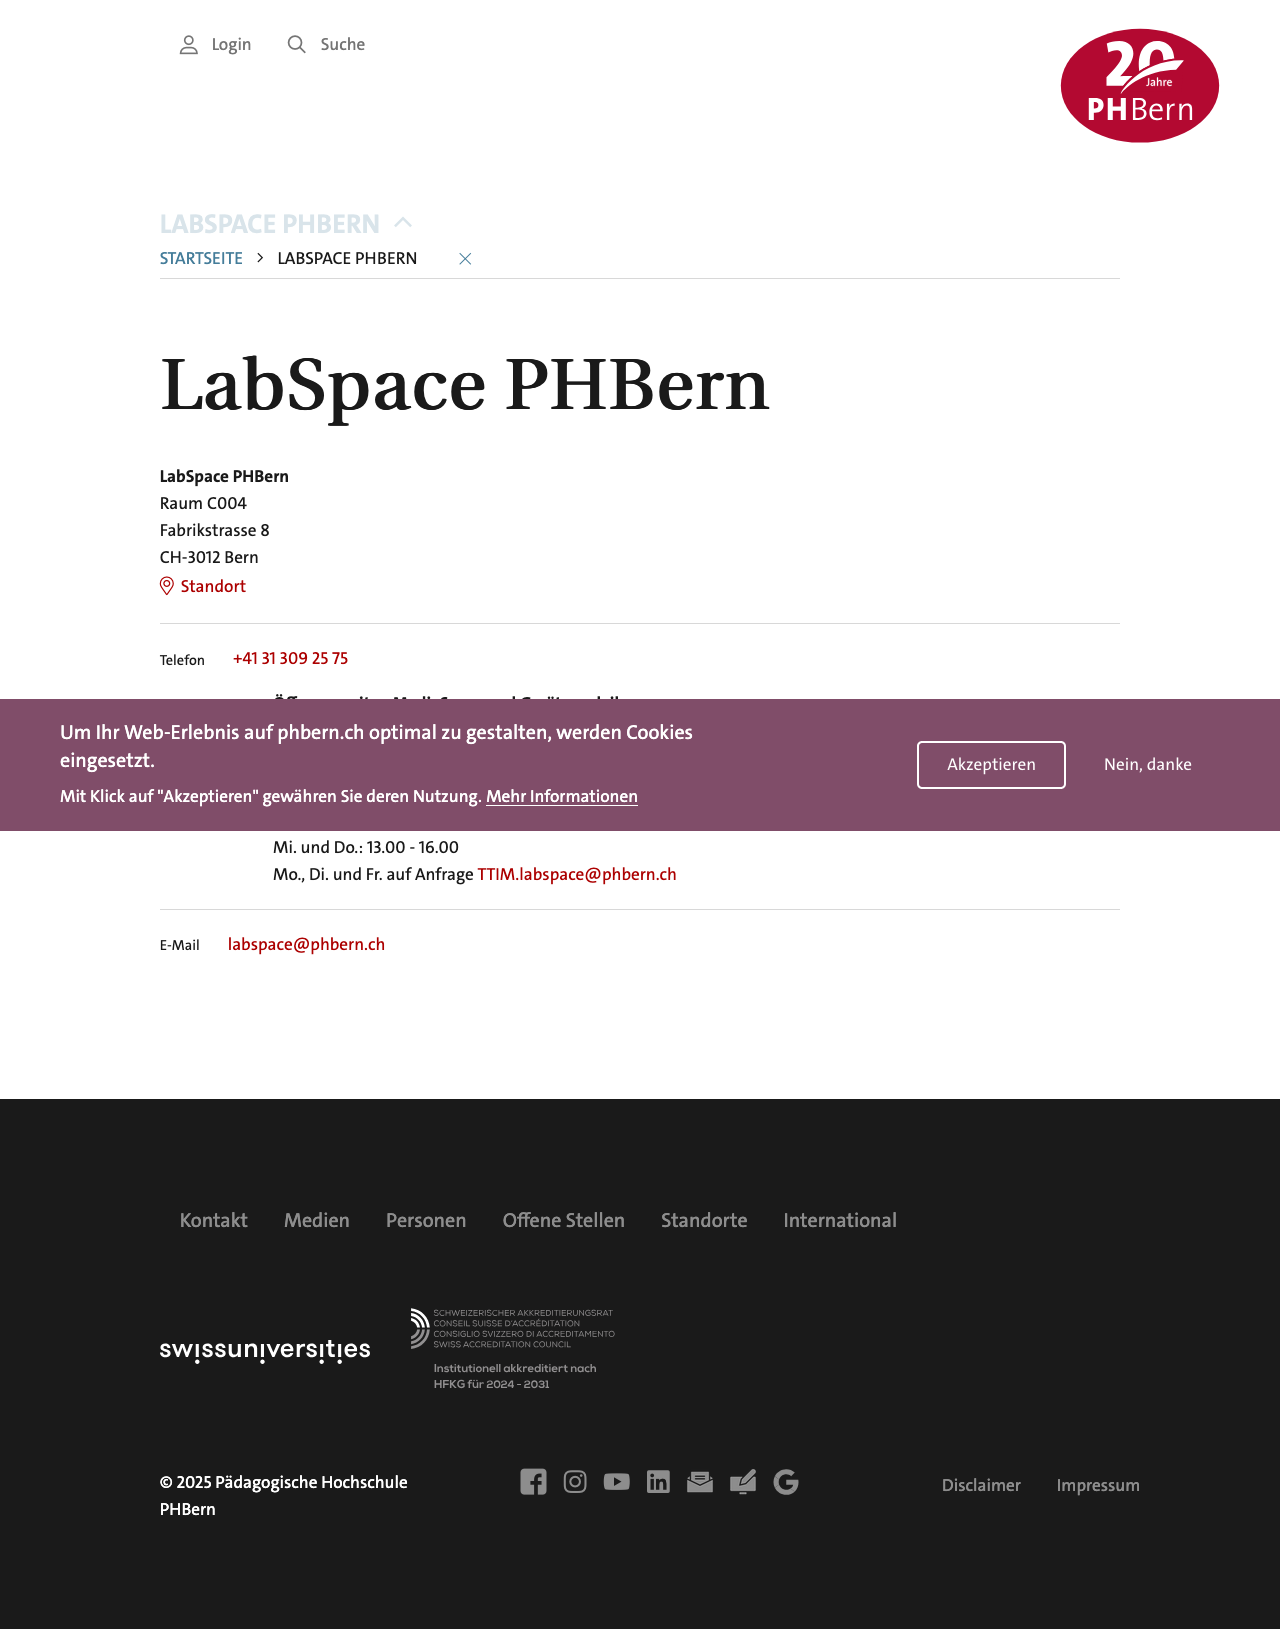 Login
Suche
20
Jahre
PHBern
LABSPACE PHBERN
STARTSEITE
LABSPACE PHBERN
LabSpace PHBern
LabSpace PHBern
Raum C004
Fabrikstrasse 8
CH-3012 Bern
Standort
Telefon
+41 31 309 25 75
Um Ihr Web-Erlebnis auf phbern.ch optimal zu gestalten, werden Cookies
eingesetzt.
Mit Klick auf "Akzeptieren" gewähren Sie deren Nutzung. Mehr Informationen
Akzeptieren
Nein, danke
Mi. und Do.: 13.00 - 16.00
Mo., Di. und Fr. auf Anfrage TTIM.labspace@phbern.ch
E-Mail
labspace@phbern.ch
Kontakt
Medien
Personen
Offene Stellen
Standorte
International
swissuniversities
SCHWEIZERISCHER AKKREDITIERUNGSRAT
CONSEIL SUISSE D'ACCRÉDITATION
CONSIGLIO SVIZZERO DI ACCREDITAMENTO
SWISS ACCREDITATION COUNCIL
Institutionell akkreditiert nach
HFKG für 2024 - 2031
© 2025 Pädagogische Hochschule
PHBern
Disclaimer
Impressum